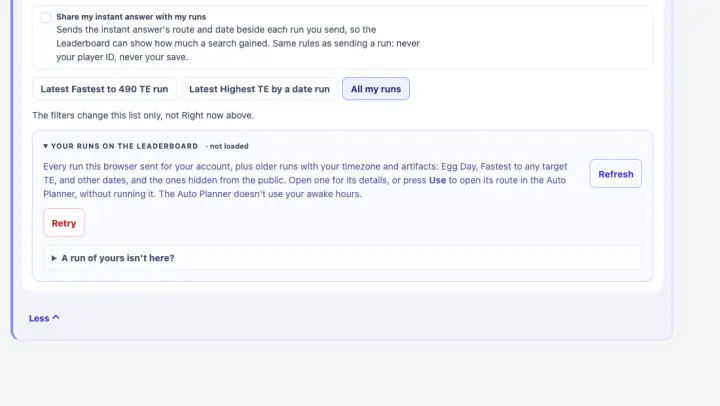 Share my instant answer with my runs
Sends the instant answer's route and date beside each run you send, so the
Leaderboard can show how much a search gained. Same rules as sending a run: never
your player ID, never your save.
Latest Fastest to 490 TE run
Latest Highest TE by a date run
All my runs
The filters change this list only, not Right now above.
▾ YOUR RUNS ON THE LEADERBOARD · not loaded
Every run this browser sent for your account, plus older runs with your timezone and artifacts: Egg Day, Fastest to any target
TE, and other dates, and the ones hidden from the public. Open one for its details, or press Use to open its route in the Auto
Planner, without running it. The Auto Planner doesn't use your awake hours.
Refresh
Retry
▸ A run of yours isn't here?
Less ^